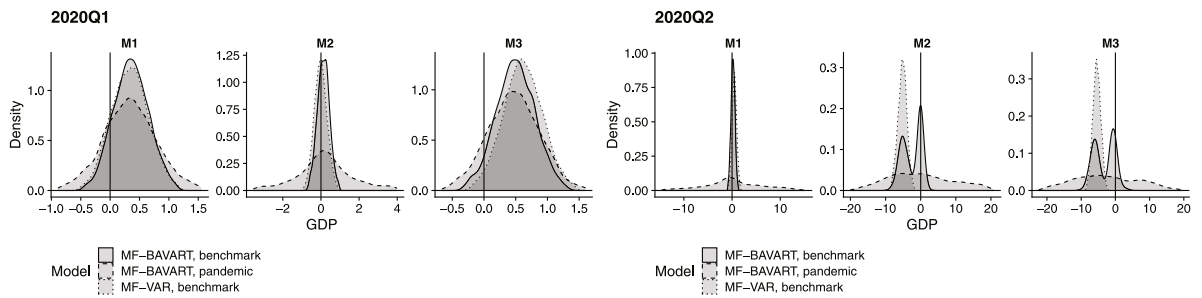 2020Q1
M1
M2
M3
Density
0.0
0.5
1.0
−1.0 −0.5 0.0 0.5 1.0 1.5
0.00
0.25
0.50
0.75
1.00
1.25
−2 0 2 4
0.0
0.5
1.0
−0.5 0.0 0.5 1.0 1.5
GDP
Model
MF−BAVART, benchmark
MF−BAVART, pandemic
MF−VAR, benchmark
2020Q2
M1
M2
M3
Density
0.00
0.25
0.50
0.75
1.00
−10 0 10
0.0
0.1
0.2
0.3
−20 −10 0 10 20
0.0
0.1
0.2
0.3
−20 −10 0 10 20
GDP
Model
MF−BAVART, benchmark
MF−BAVART, pandemic
MF−VAR, benchmark